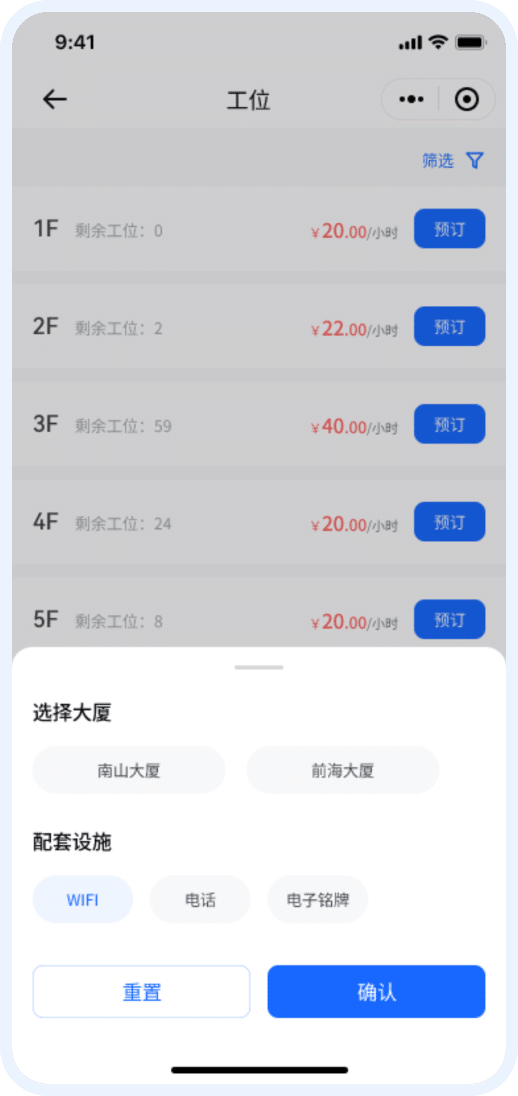 9:41
工位
筛选
1F 剩余工位：0 ￥20.00/小时 预订
2F 剩余工位：2 ￥22.00/小时 预订
3F 剩余工位：59 ￥40.00/小时 预订
4F 剩余工位：24 ￥20.00/小时 预订
5F 剩余工位：8 ￥20.00/小时 预订
选择大厦
南山大厦 前海大厦
配套设施
WIFI 电话 电子铭牌
重置 确认